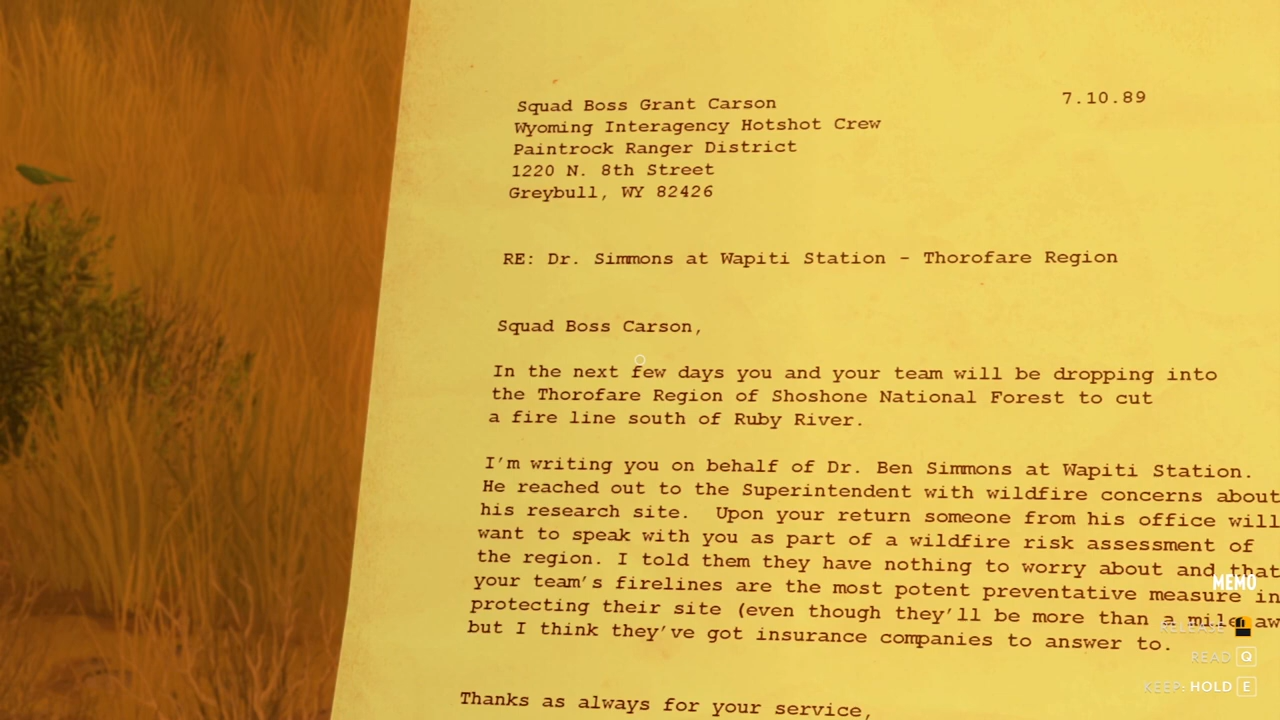 7.10.89
Squad Boss Grant Carson
Wyoming Interagency Hotshot Crew
Paintrock Ranger District
1220 N. 8th Street
Greybull, WY 82426
RE: Dr. Simmons at Wapiti Station - Thorofare Region
Squad Boss Carson,
In the next few days you and your team will be dropping into
the Thorofare Region of Shoshone National Forest to cut
a fire line south of Ruby River.
I'm writing you on behalf of Dr. Ben Simmons at Wapiti Station.
He reached out to the Superintendent with wildfire concerns about
his research site. Upon your return someone from his office will
want to speak with you as part of a wildfire risk assessment of
the region. I told them they have nothing to worry about and that
your team's firelines are the most potent preventative measure in
protecting their site (even though they'll be more than a mile aw
but I think they've got insurance companies to answer to.
Thanks as always for your service,
MEMO
RELEASE
READ Q
KEEP: HOLD E